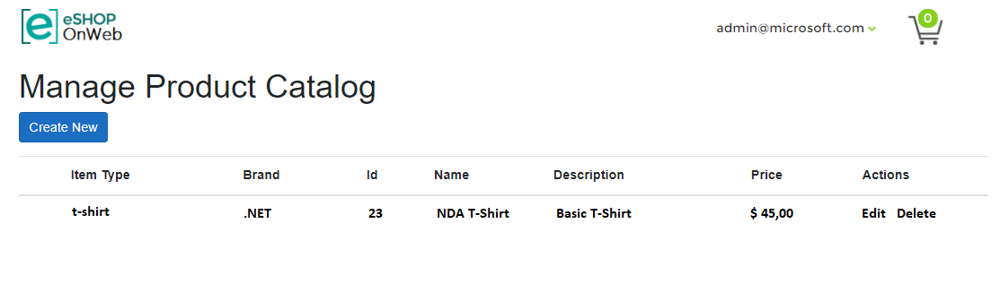 eSHOP
OnWeb
admin@microsoft.com
0
Manage Product Catalog
Create New
Item Type Brand Id Name Description Price Actions
t-shirt .NET 23 NDA T-Shirt Basic T-Shirt $ 45,00 Edit Delete